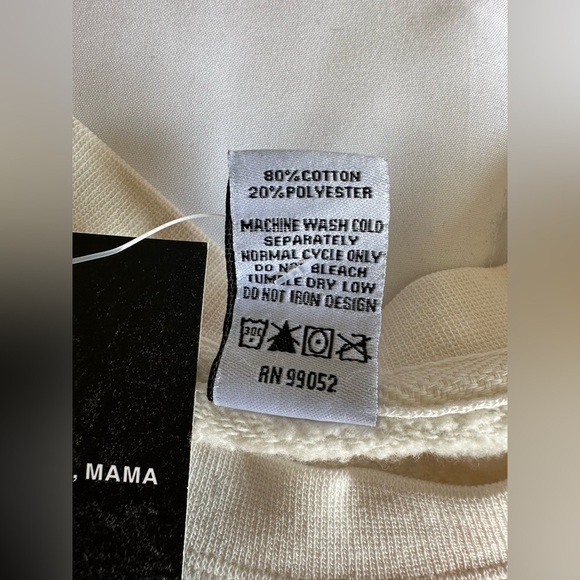 80%COTTON
20%POLYESTER
MACHINE WASH COLD
SEPARATELY
NORMAL CYCLE ONLY
DO NOT BLEACH
TUMBLE DRY LOW
DO NOT IRON DESIGN
30C
RN 99052
, MAMA